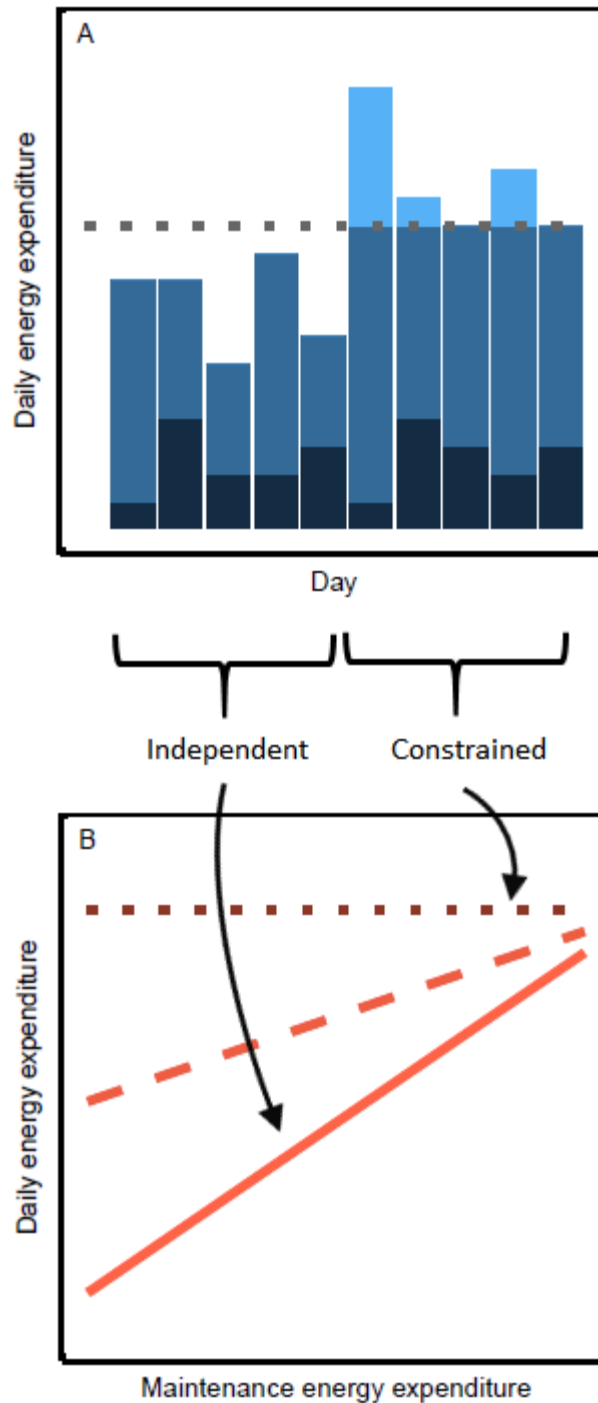 A
Daily energy expenditure
Day
Independent
Constrained
B
Daily energy expenditure
Maintenance energy expenditure